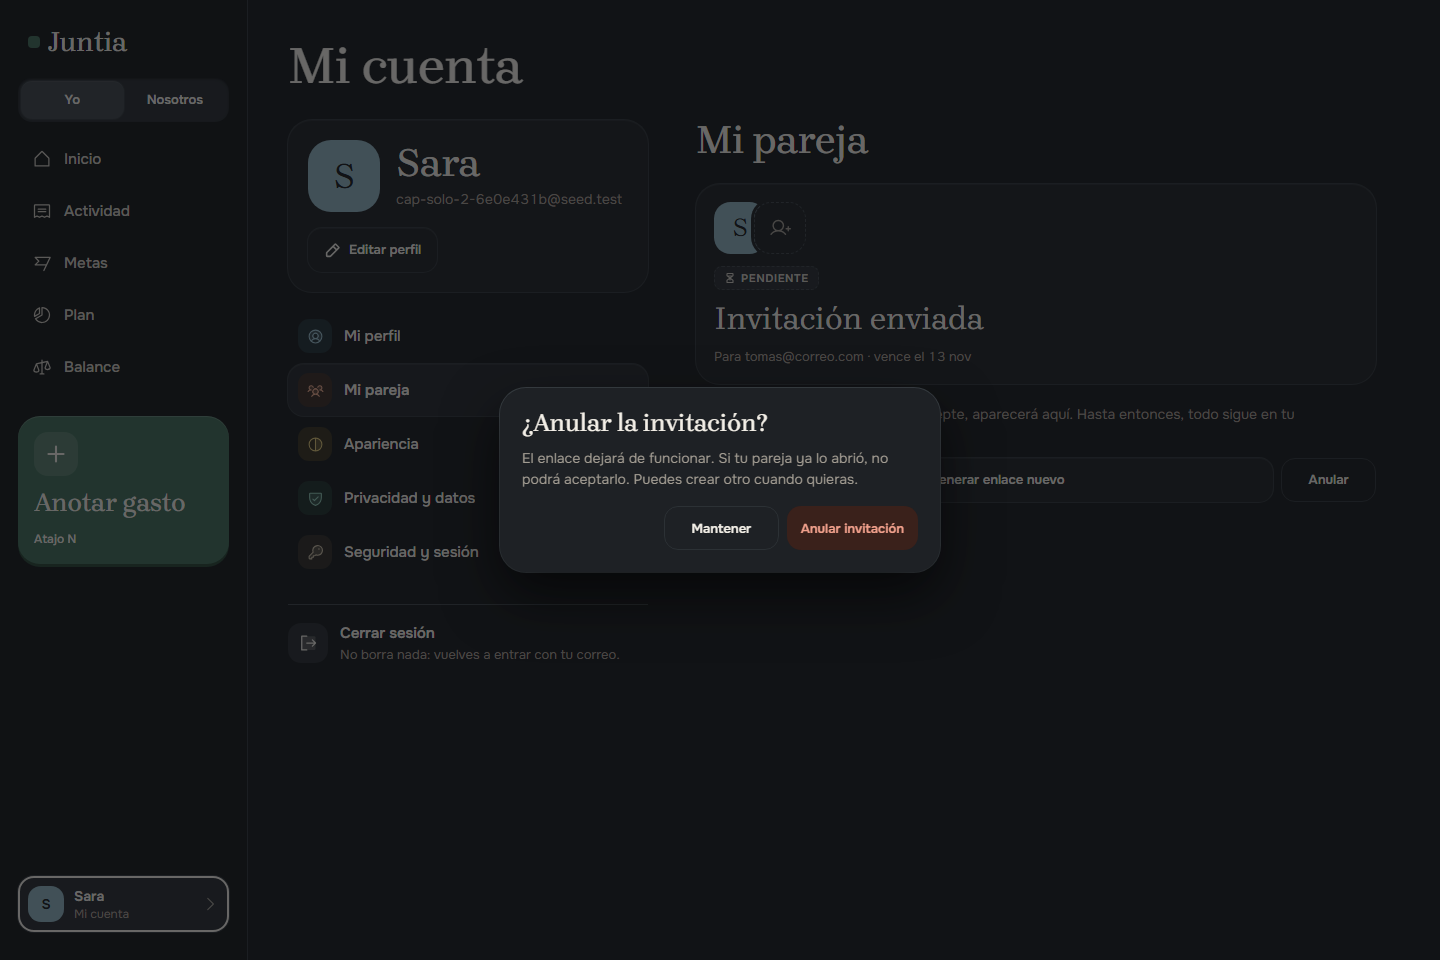 Juntia
Yo
Nosotros
Inicio
Actividad
Metas
Plan
Balance
Anotar gasto
Atajo N
S
Sara
Mi cuenta
Mi cuenta
S
Sara
cap-solo-2-6e0e431b@seed.test
Editar perfil
Mi perfil
Mi pareja
Apariencia
Privacidad y datos
Seguridad y sesión
Cerrar sesión
No borra nada: vuelves a entrar con tu correo.
Mi pareja
S
PENDIENTE
Invitación enviada
Para tomas@correo.com · vence el 13 nov
aparecerá aquí. Hasta entonces, todo sigue en tu
enlace nuevo
Anular
¿Anular la invitación?
El enlace dejará de funcionar. Si tu pareja ya lo abrió, no
podrá aceptarlo. Puedes crear otro cuando quieras.
Mantener
Anular invitación